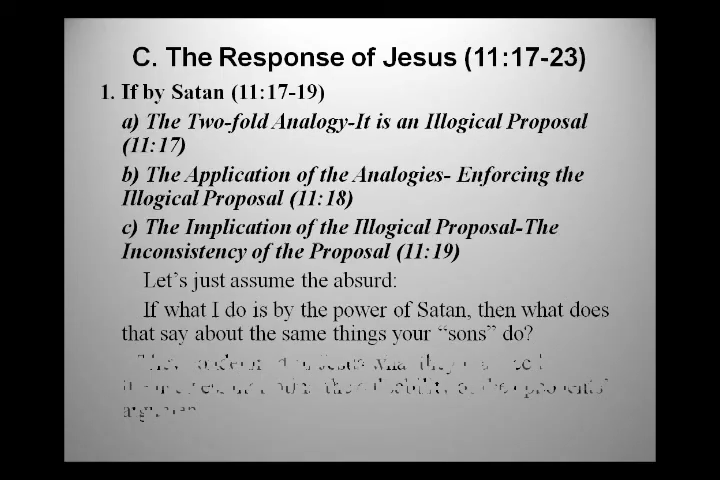 C. The Response of Jesus (11:17-23)
1. If by Satan (11:17-19)
a) The Two-fold Analogy-It is an Illogical Proposal
(11:17)
b) The Application of the Analogies- Enforcing the
Illogical Proposal (11:18)
c) The Implication of the Illogical Proposal-The
Inconsistency of the Proposal (11:19)
Let's just assume the absurd:
If what I do is by the power of Satan, then what does
that say about the same things your “sons” do?